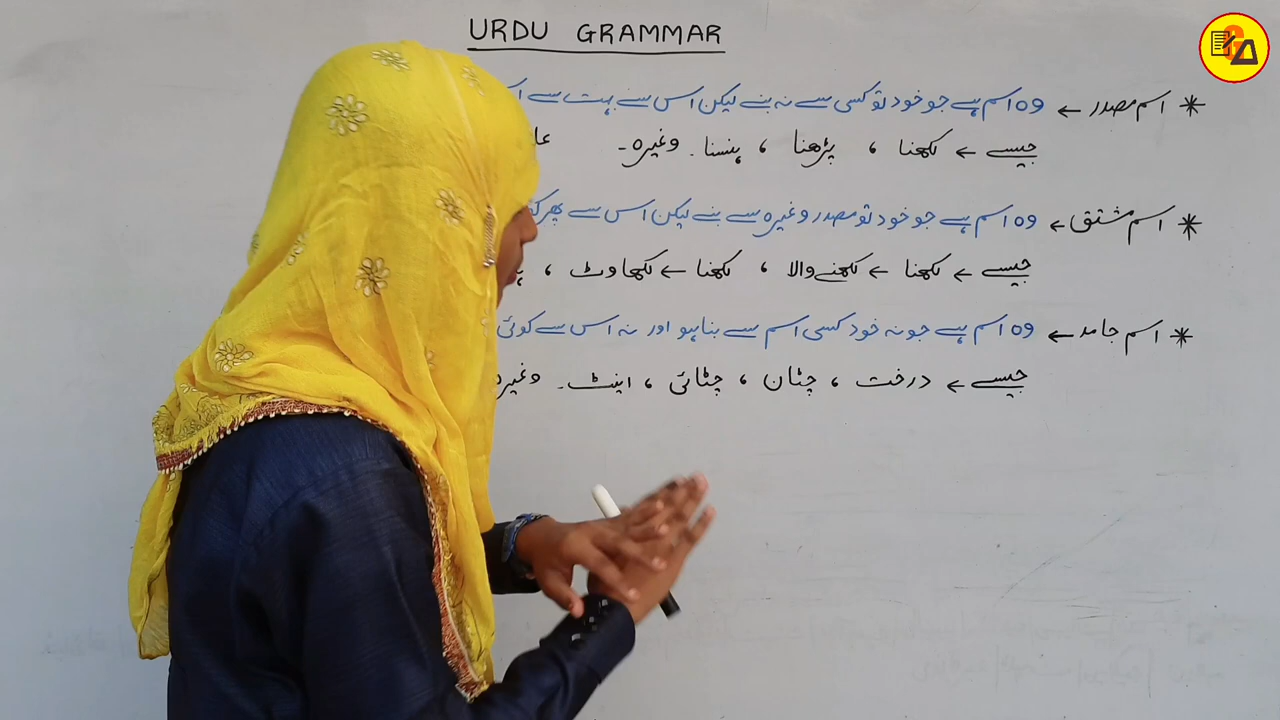 URDU GRAMMAR
* اسم مصدر ← وہ اسم ہے جو خود تو کسی سے نہ بنے لیکن اس سے بہت سے
جیسے ← لکھنا ، پڑھنا ، ہنسنا۔ وغیرہ۔
* اسم مشتق ← وہ اسم ہے جو خود تو مصدر وغیرہ سے بنے لیکن اس سے پھر
جیسے ← لکھنا ← لکھنے والا ، لکھنا ← لکھاوٹ ،
* اسم جامد ← وہ اسم ہے جو نہ خود کسی اسم سے بنا ہو اور نہ اس سے کوئی
جیسے ← درخت ، چٹان ، چٹائی ، اینٹ۔ وغیرہ